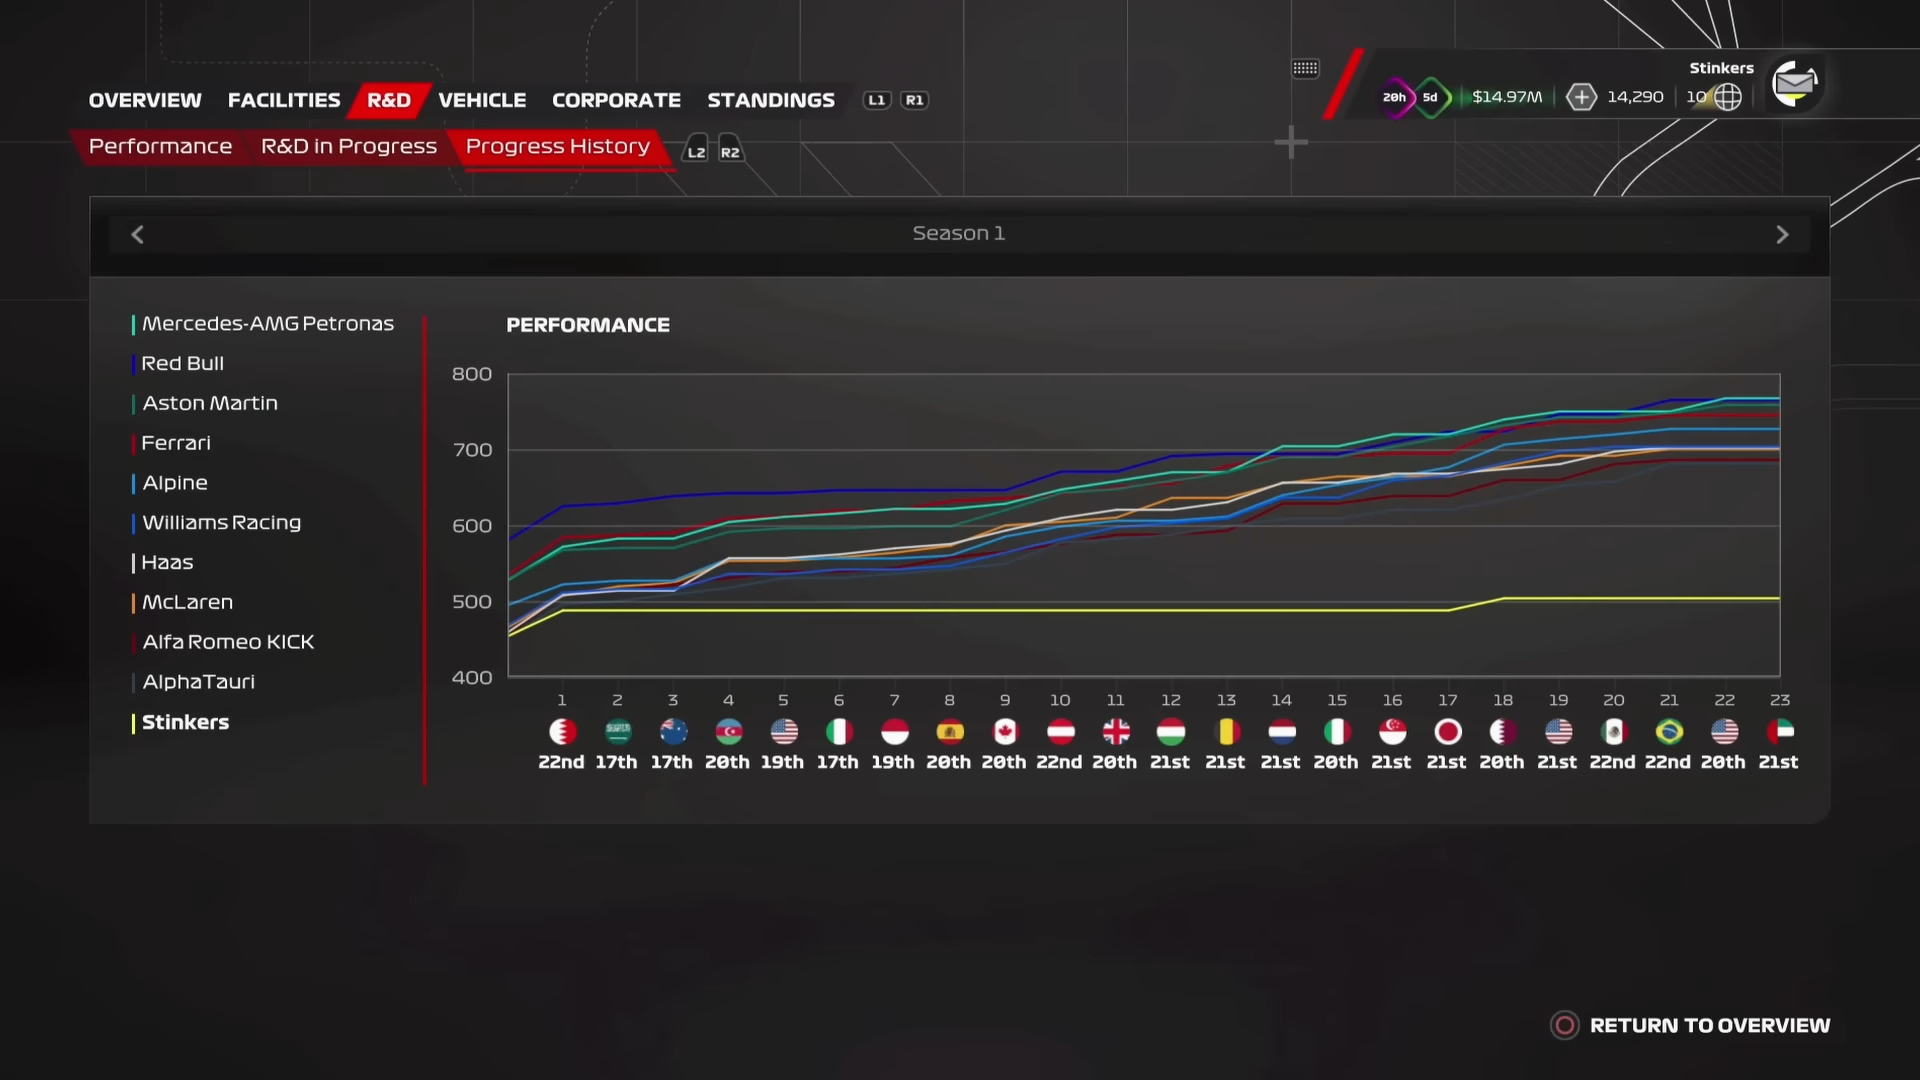 Stinkers
OVERVIEW FACILITIES R&D VEHICLE CORPORATE STANDINGS L1 R1
20h 5d $14.97M 14,290 10
Performance R&D in Progress Progress History L2 R2
Season 1
Mercedes-AMG Petronas
Red Bull
Aston Martin
Ferrari
Alpine
Williams Racing
Haas
McLaren
Alfa Romeo KICK
AlphaTauri
Stinkers
PERFORMANCE
800
700
600
500
400
1 2 3 4 5 6 7 8 9 10 11 12 13 14 15 16 17 18 19 20 21 22 23
22nd 17th 17th 20th 19th 17th 19th 20th 20th 22nd 20th 21st 21st 21st 20th 21st 21st 20th 21st 22nd 22nd 20th 21st
RETURN TO OVERVIEW